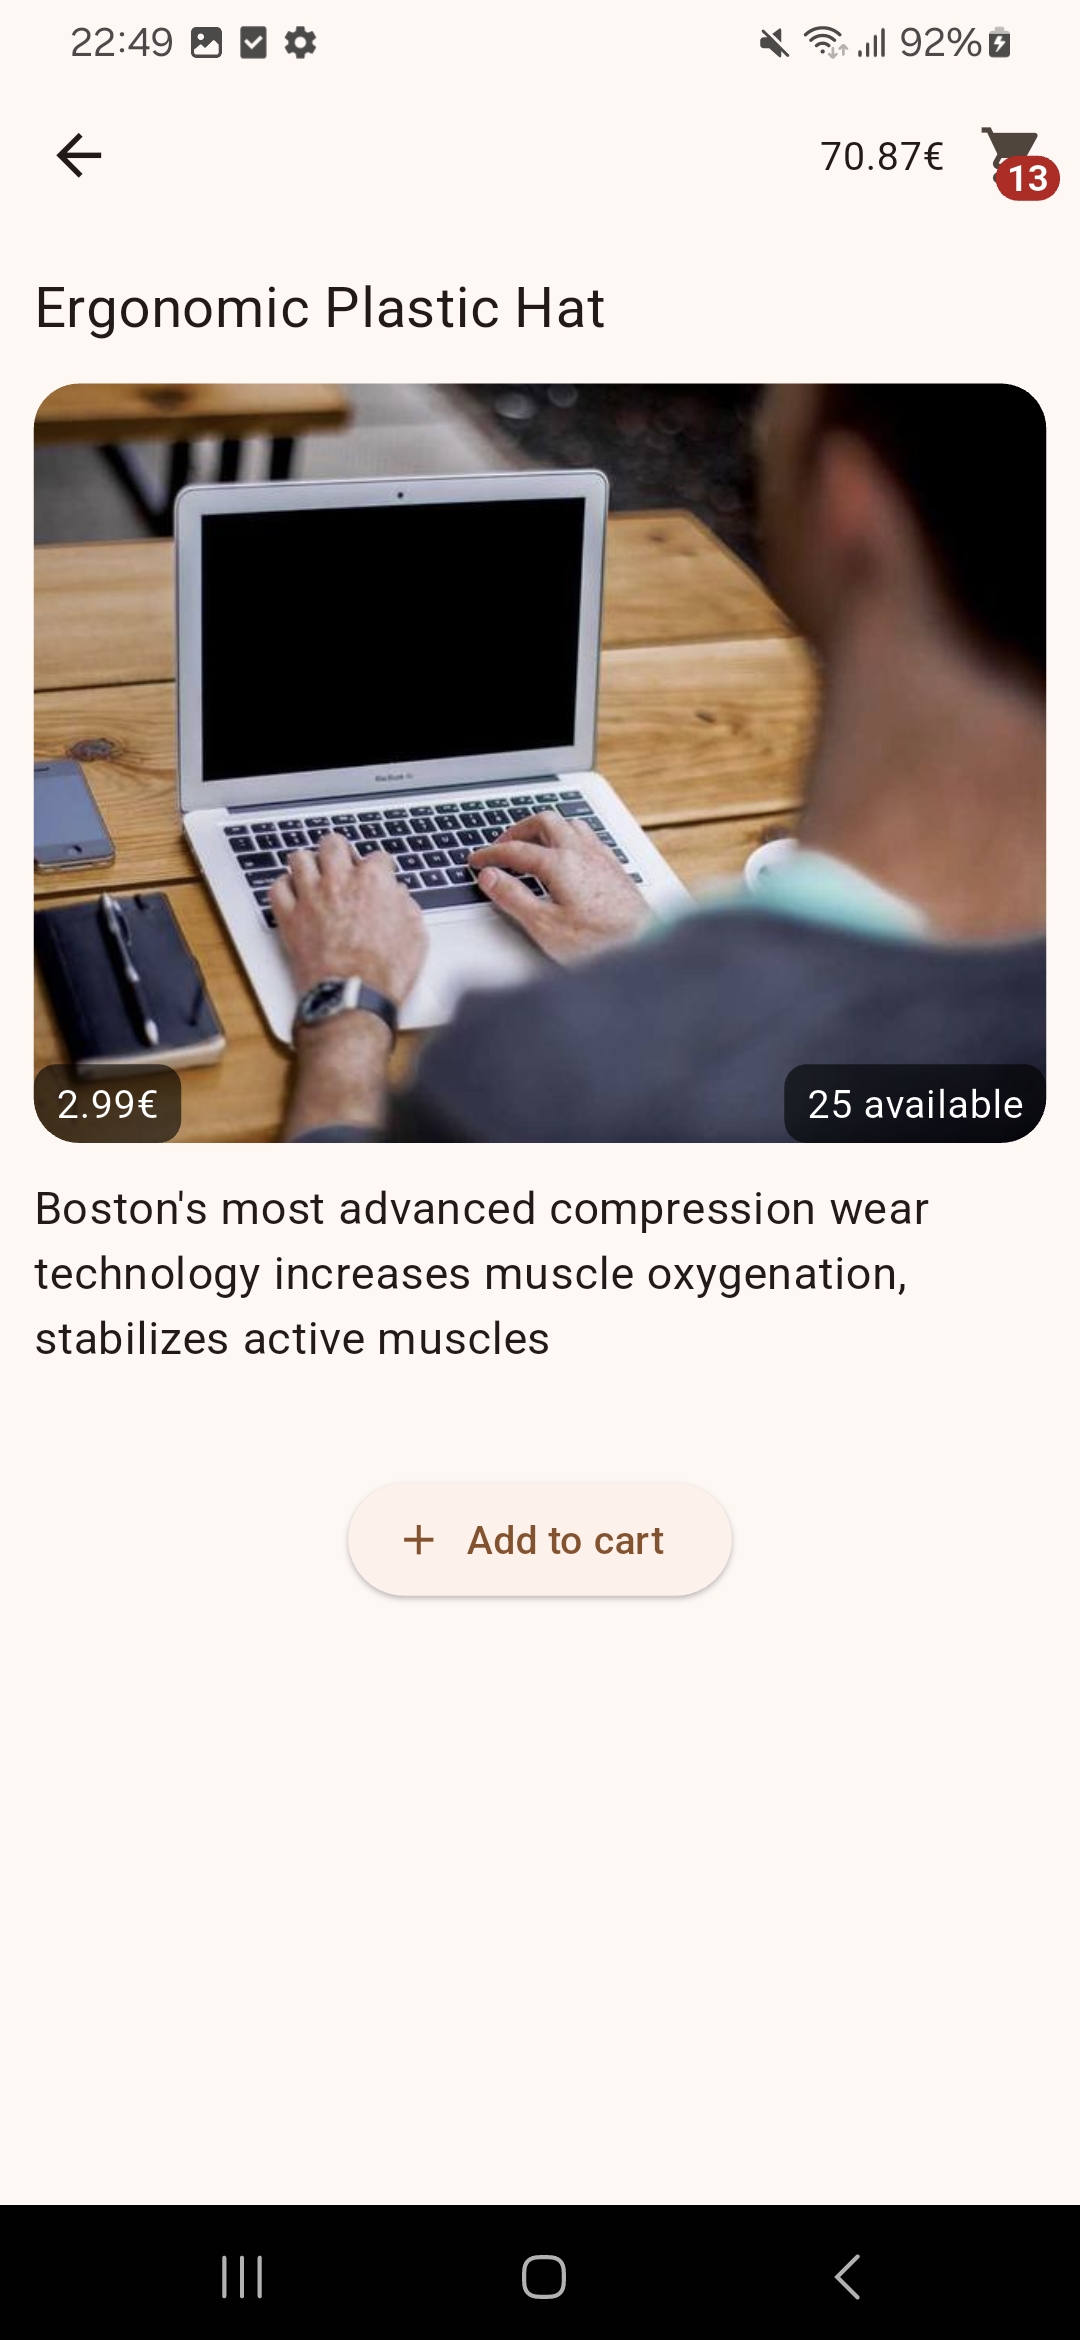 22:49
92%
70.87€
13
Ergonomic Plastic Hat
2.99€
25 available
Boston's most advanced compression wear
technology increases muscle oxygenation,
stabilizes active muscles
+ Add to cart